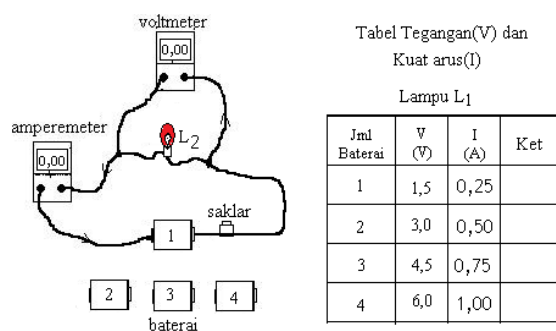 voltmeter
0,00
amperemeter
0,00
L2
saklar
1
2
3
4
baterai
Tabel Tegangan(V) dan
Kuat arus(I)
Lampu L1
Jml Baterai V (V) I (A) Ket
1 1,5 0,25
2 3,0 0,50
3 4,5 0,75
4 6,0 1,00